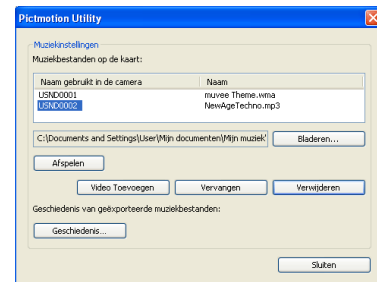 Pictmotion Utility
Muziekinstellingen
Muziekbestanden op de kaart:
Naam gebruikt in de camera Naam
USND0001 muvee Theme.wma
USND0002 NewAgeTechno.mp3
C:\Documents and Settings\User\Mijn documenten\Mijn muziek\ Bladeren...
Afspelen
Video Toevoegen Vervangen Verwijderen
Geschiedenis van geëxporteerde muziekbestanden:
Geschiedenis...
Sluiten